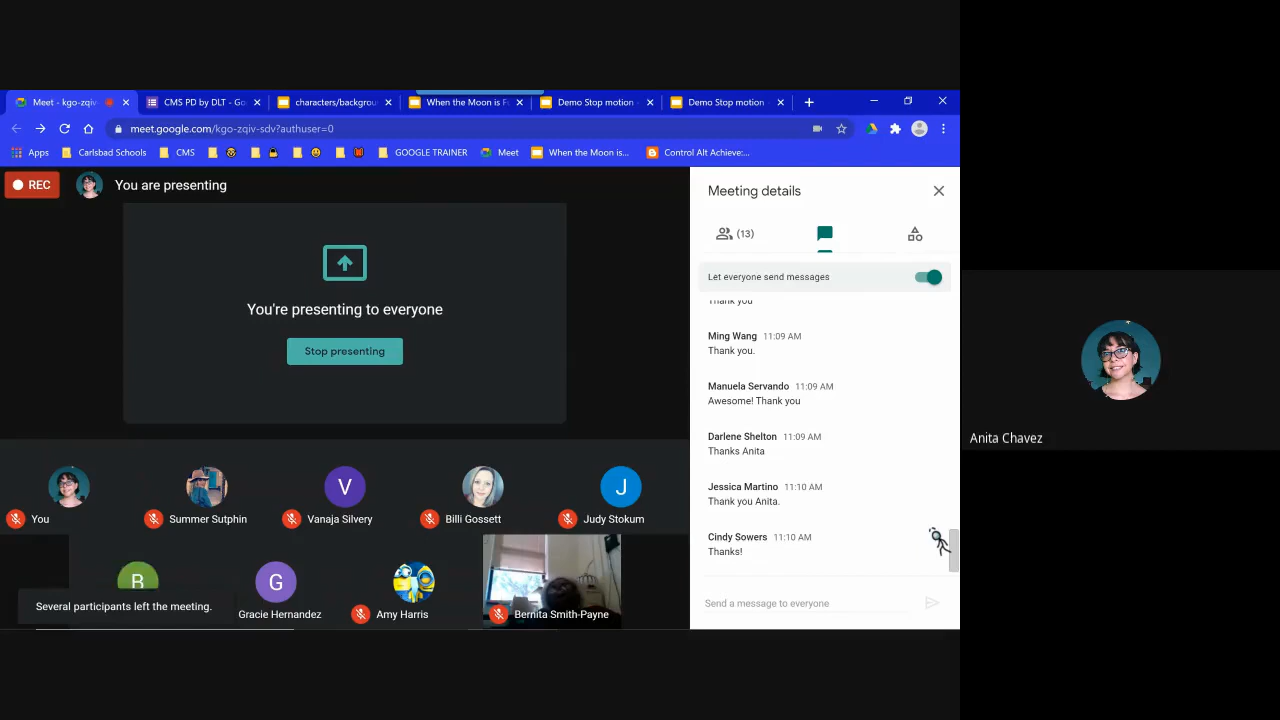 Meet - kgo-zqiv-
CMS PD by DLT - Go
characters/backgrou
When the Moon is F
Demo Stop motion
Demo Stop motion -
meet.google.com/kgo-zqiv-sdv?authuser=0
Apps
Carlsbad Schools
CMS
GOOGLE TRAINER
Meet
When the Moon is...
Control Alt Achieve:...
REC
You are presenting
You're presenting to everyone
Stop presenting
You
Summer Sutphin
V
Vanaja Silvery
Billi Gossett
J
Judy Stokum
B
Several participants left the meeting.
G
Gracie Hernandez
Amy Harris
Bernita Smith-Payne
Meeting details
(13)
Let everyone send messages
Thank you
Ming Wang 11:09 AM
Thank you.
Manuela Servando 11:09 AM
Awesome! Thank you
Darlene Shelton 11:09 AM
Thanks Anita
Jessica Martino 11:10 AM
Thank you Anita.
Cindy Sowers 11:10 AM
Thanks!
Send a message to everyone
Anita Chavez